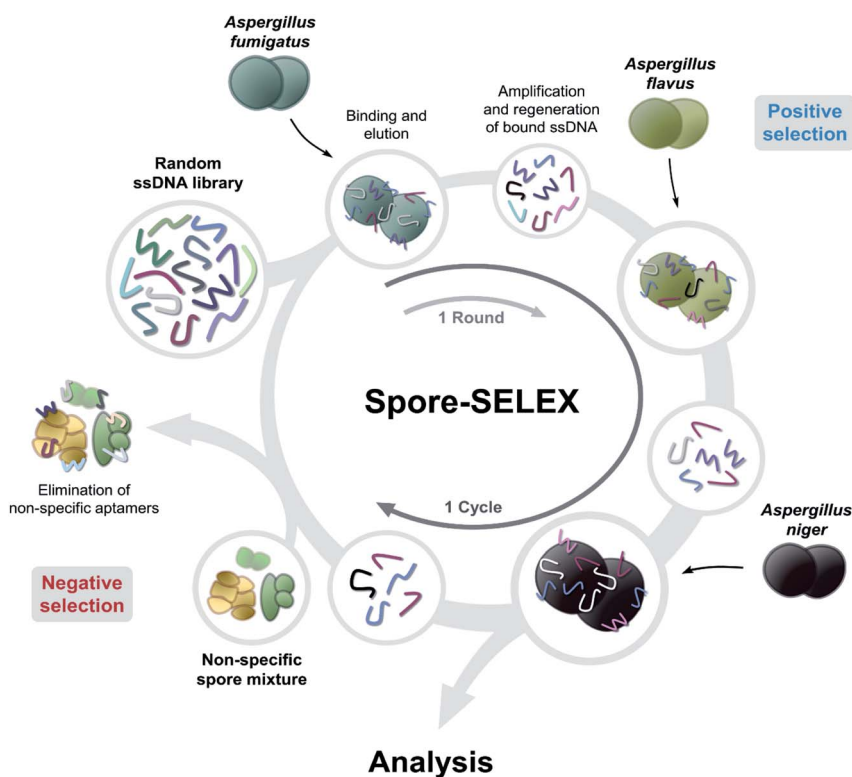 Aspergillus
fumigatus
Aspergillus
flavus
Positive
selection
Binding and
elution
Amplification
and regeneration
of bound ssDNA
Random
ssDNA library
1 Round
Spore-SELEX
1 Cycle
Elimination of
non-specific aptamers
Aspergillus
niger
Negative
selection
Non-specific
spore mixture
Analysis